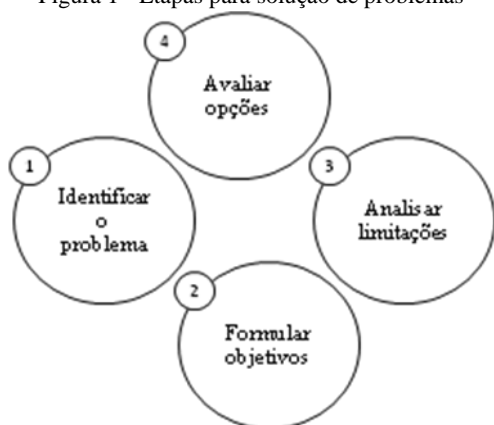 Figura 1 - Etapas para solução de problemas
4
Avaliar
opções
1
Identificar
o
problema
3
Analisar
limitações
2
Formular
objetivos